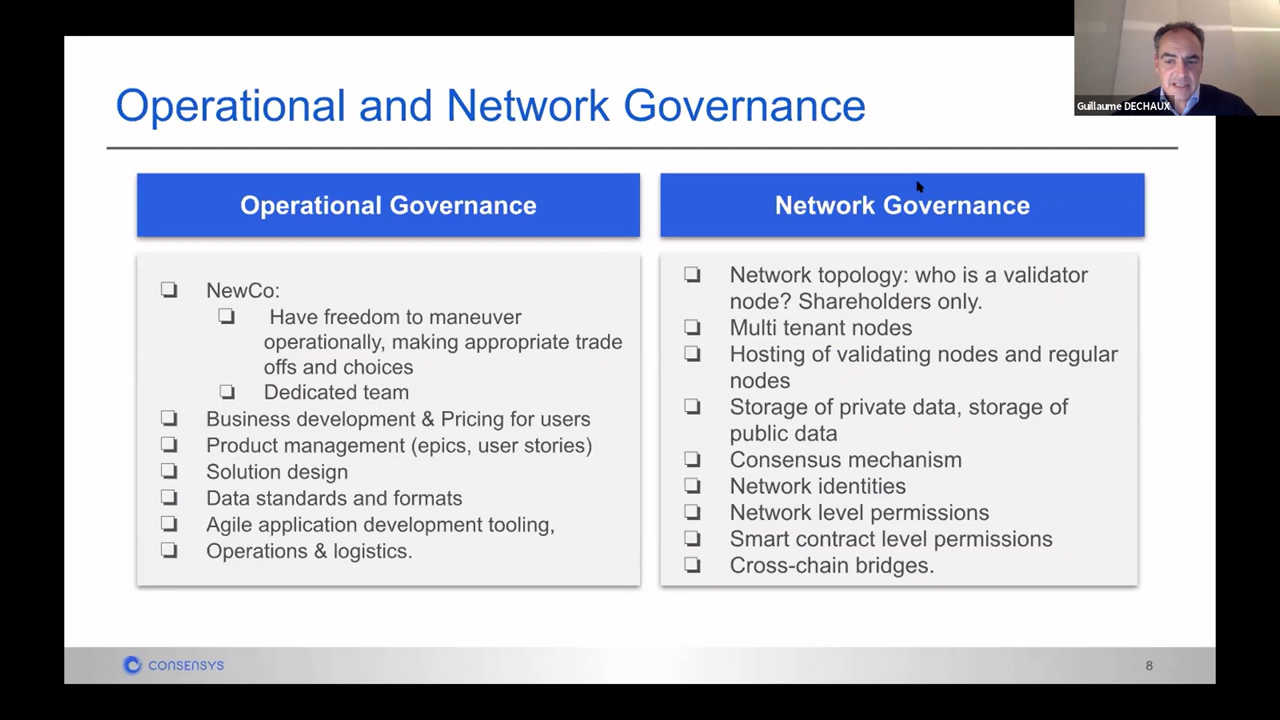 Operational and Network Governance
Guillaume DECHAUX
Operational Governance
NewCo:
Have freedom to maneuver
operationally, making appropriate trade
offs and choices
Dedicated team
Business development & Pricing for users
Product management (epics, user stories)
Solution design
Data standards and formats
Agile application development tooling,
Operations & logistics.
Network Governance
Network topology: who is a validator
node? Shareholders only.
Multi tenant nodes
Hosting of validating nodes and regular
nodes
Storage of private data, storage of
public data
Consensus mechanism
Network identities
Network level permissions
Smart contract level permissions
Cross-chain bridges.
CONSENSYS
8